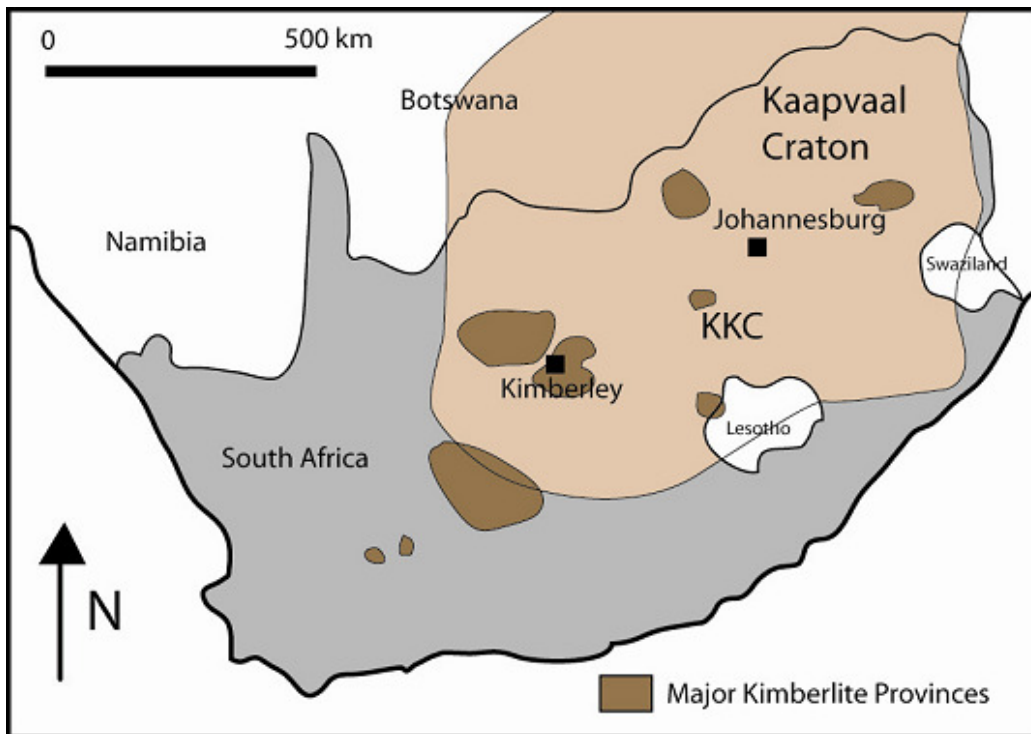 0
500 km
Botswana
Kaapvaal
Craton
Namibia
Johannesburg
Swaziland
KKC
Kimberley
Lesotho
South Africa
N
Major Kimberlite Provinces